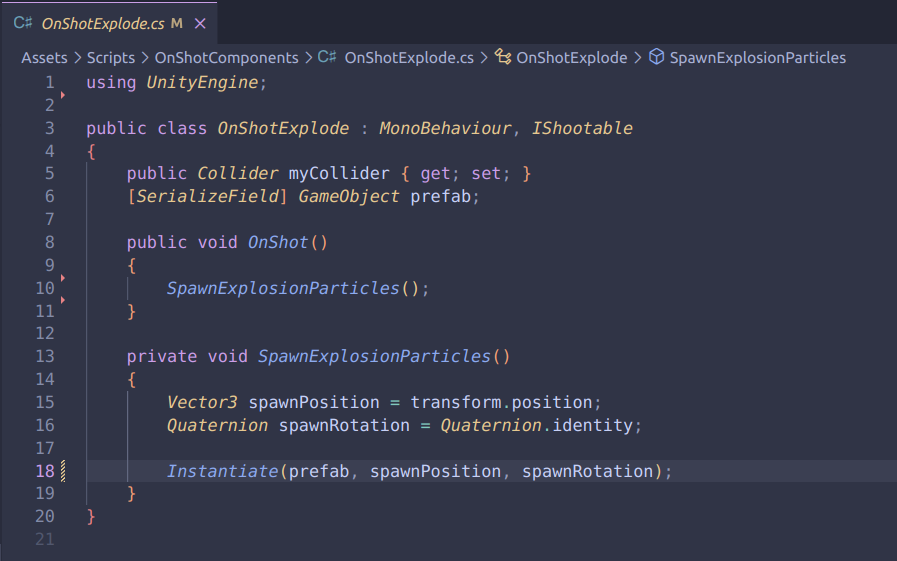 C# OnShotExplode.cs M ×
Assets > Scripts > OnShotComponents > C# OnShotExplode.cs > OnShotExplode > SpawnExplosionParticles
1 using UnityEngine;
2
3 public class OnShotExplode : MonoBehaviour, IShootable
4 {
5     public Collider myCollider { get; set; }
6     [SerializeField] GameObject prefab;
7
8     public void OnShot()
9     {
10         SpawnExplosionParticles();
11     }
12
13     private void SpawnExplosionParticles()
14     {
15         Vector3 spawnPosition = transform.position;
16         Quaternion spawnRotation = Quaternion.identity;
17
18         Instantiate(prefab, spawnPosition, spawnRotation);
19     }
20 }
21